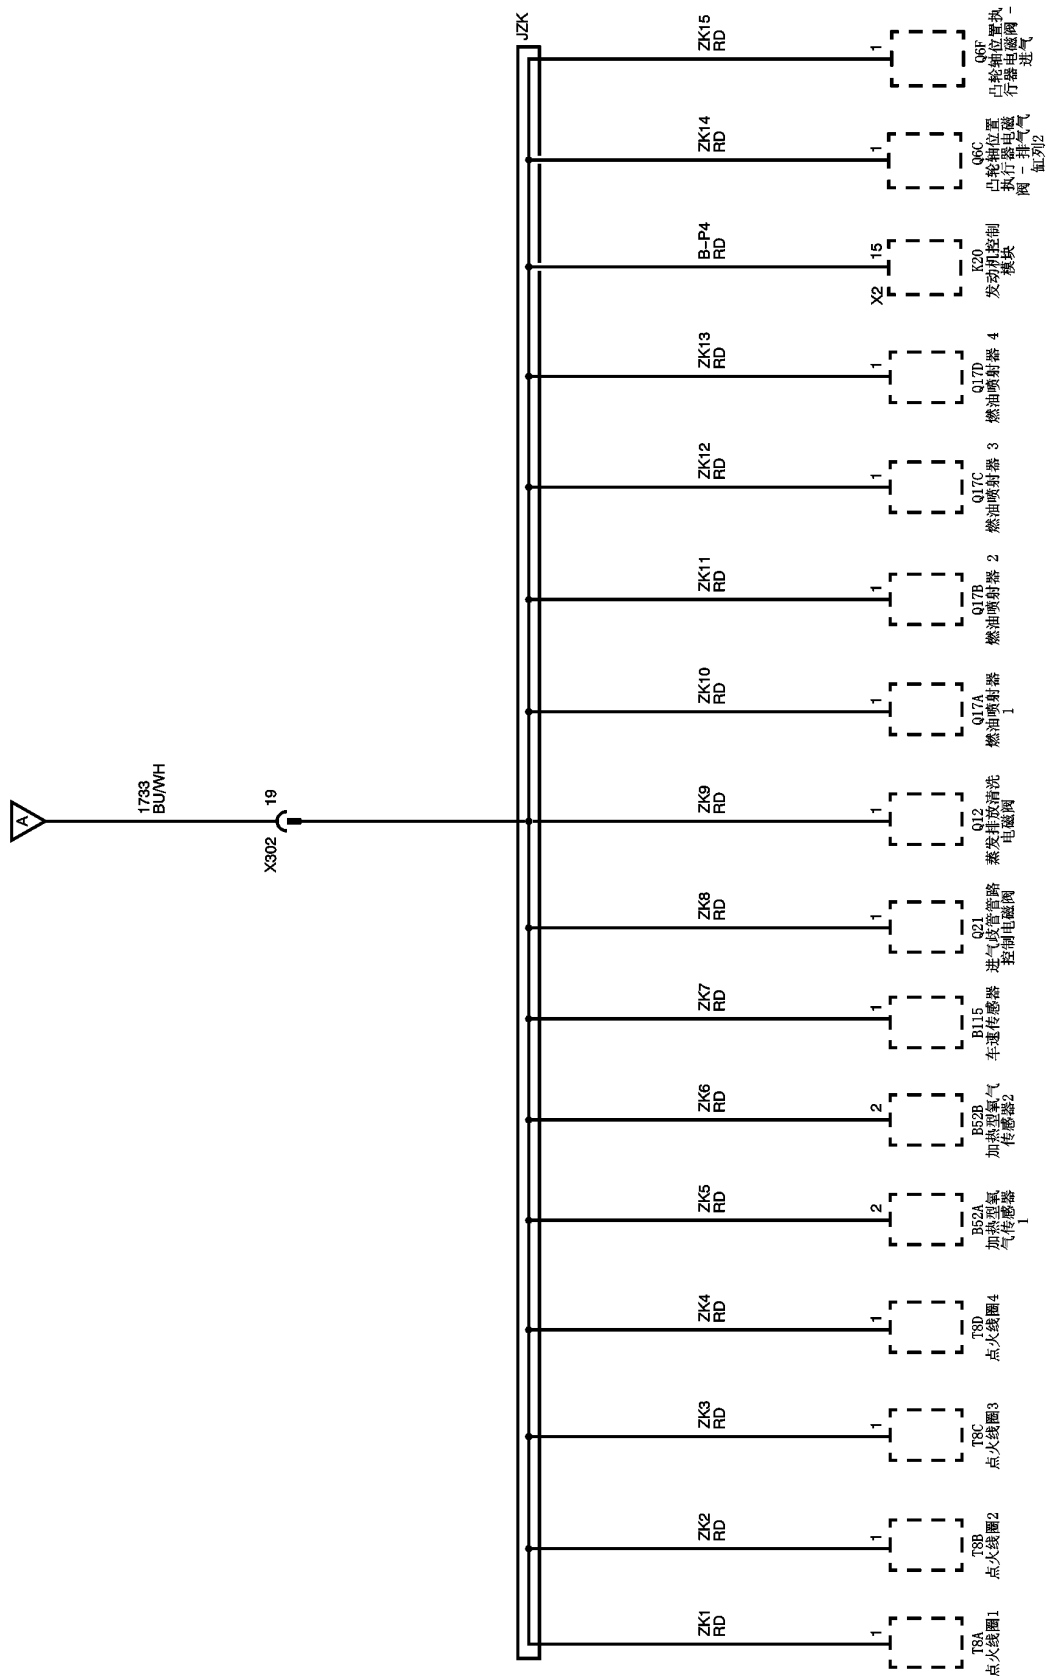 A
1733
BU/WH
X302
19
JZK
ZK1
RD
1
T8A
点火线圈1
ZK2
RD
1
T8B
点火线圈2
ZK3
RD
1
T8C
点火线圈3
ZK4
RD
1
T8D
点火线圈4
ZK5
RD
2
B52A
加热型氧
气传感器
1
ZK6
RD
2
B52B
加热型氧气
传感器2
ZK7
RD
1
B115
车速传感器
ZK8
RD
1
Q21
进气歧管管路
控制电磁阀
ZK9
RD
1
Q12
蒸发排放清洗
电磁阀
ZK10
RD
1
Q17A
燃油喷射器
1
ZK11
RD
1
Q17B
燃油喷射器 2
ZK12
RD
1
Q17C
燃油喷射器 3
ZK13
RD
1
Q17D
燃油喷射器 4
B-P4
RD
X2
15
K20
发动机控制
模块
ZK14
RD
1
Q6C
凸轮轴位置
执行器电磁
阀 - 排气气
缸列2
ZK15
RD
1
Q6F
凸轮轴位置执
行器电磁阀 -
进气